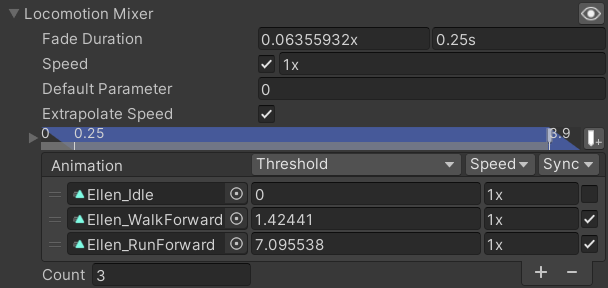 Locomotion Mixer
Fade Duration 0.06355932x 0.25s
Speed 1x
Default Parameter 0
Extrapolate Speed
0 0.25 3.9
Animation Threshold Speed Sync
Ellen_Idle 0 1x
Ellen_WalkForward 1.42441 1x
Ellen_RunForward 7.095538 1x
Count 3 + −